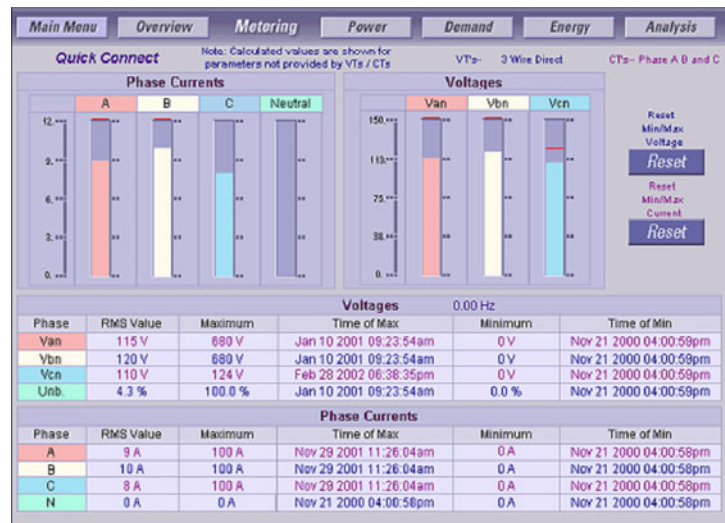 Main Menu Overview Metering Power Demand Energy Analysis
Quick Connect
Note: Calculated values are shown for
parameters not provided by VTs / CTs
VT's- 3 Wire Direct
CT's- Phase A B and C
Phase Currents
A B C Neutral
12.
9.
6.
3.
0.
Voltages
Van Vbn Vcn
150.
113.
75.
38.
0.
Reset
Min/Max
Voltage
Reset
Reset
Min/Max
Current
Reset
Voltages 0.00 Hz
Phase RMS Value Maximum Time of Max Minimum Time of Min
Van 115 V 680 V Jan 10 2001 09:23:54am 0 V Nov 21 2000 04:00:59pm
Vbn 120 V 680 V Jan 10 2001 09:23:54am 0 V Nov 21 2000 04:00:59pm
Vcn 110 V 124 V Feb 28 2002 06:38:35pm 0 V Nov 21 2000 04:00:59pm
Unb. 4.3 % 100.0 % Jan 10 2001 09:23:54am 0.0 % Nov 21 2000 04:00:59pm
Phase Currents
Phase RMS Value Maximum Time of Max Minimum Time of Min
A 9 A 100 A Nov 29 2001 11:26:04am 0 A Nov 21 2000 04:00:58pm
B 10 A 100 A Nov 29 2001 11:26:04am 0 A Nov 21 2000 04:00:58pm
C 8 A 100 A Nov 29 2001 11:26:04am 0 A Nov 21 2000 04:00:58pm
N 0 A 0 A Nov 21 2000 04:00:58pm 0 A Nov 21 2000 04:00:58pm